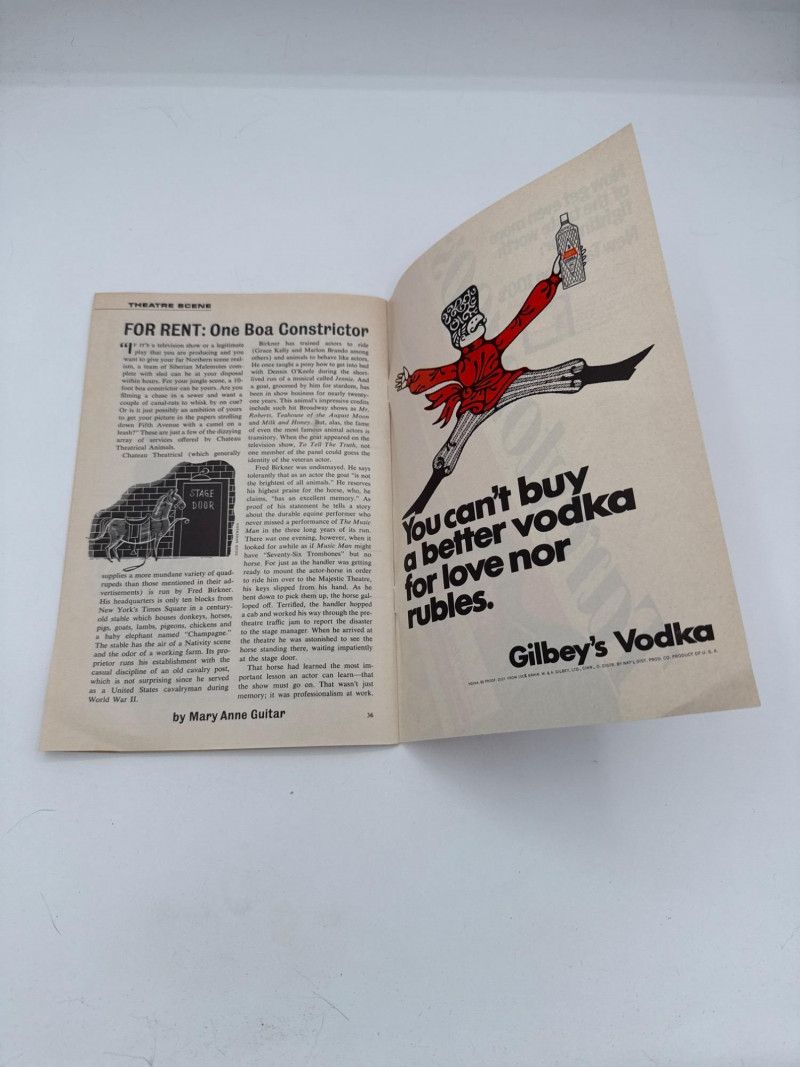 THEATRE SCENE
FOR RENT: One Boa Constrictor
"IF IT'S a television show or a legitimate
play that you are producing and you
want to give your far Northern scene real-
ism, a team of Siberian Malemutes com-
plete with sled can be at your disposal
within hours. For your jungle scene, a 10-
foot boa constrictor can be yours. Are you
filming a chase in a sewer and want a
couple of canal-rats to whisk by on cue?
Or is it just possibly an ambition of yours
to get your picture in the papers strolling
down Fifth Avenue with a camel on a
leash?" These are just a few of the dizzying
array of services offered by Chateau
Theatrical Animals.
Chateau Theatrical (which generally
STAGE
DOOR
supplies a more mundane variety of quad-
rupeds than those mentioned in their ad-
vertisements) is run by Fred Birkner.
His headquarters is only ten blocks from
New York's Times Square in a century-
old stable which houses donkeys, horses,
pigs, goats, lambs, pigeons, chickens and
a baby elephant named "Champagne."
The stable has the air of a Nativity scene
and the odor of a working farm. Its pro-
prietor runs his establishment with the
casual discipline of an old cavalry post,
which is not surprising since he served
as a United States cavalryman during
World War II.
Birkner has trained actors to ride
(Grace Kelly and Marlon Brando among
others) and animals to behave like actors.
He once taught a pony how to get into bed
with Dennis O'Keefe during the short-
lived run of a musical called Jennie. And
a goat, groomed by him for stardom, has
been in show business for nearly twenty-
one years. This animal's impressive credits
include such hit Broadway shows as Mr.
Roberts, Teahouse of the August Moon
and Milk and Honey. But, alas, the fame
of even the most famous animal actors is
transitory. When the goat appeared on the
television show, To Tell The Truth, not
one member of the panel could guess the
identity of the veteran actor.
Fred Birkner was undismayed. He says
tolerantly that as an actor the goat "is not
the brightest of all animals." He reserves
his highest praise for the horse, who, he
claims, "has an excellent memory." As
proof of his statement he tells a story
about the durable equine performer who
never missed a performance of The Music
Man in the three long years of its run.
There was one evening, however, when it
looked for awhile as if Music Man might
have "Seventy-Six Trombones" but no
horse. For just as the handler was getting
ready to mount the actor-horse in order
to ride him over to the Majestic Theatre,
his keys slipped from his hand. As he
bent down to pick them up, the horse gal-
loped off. Terrified, the handler hopped
a cab and worked his way through the pre-
theatre traffic jam to report the disaster
to the stage manager. When he arrived at
the theatre he was astonished to see the
horse standing there, waiting impatiently
at the stage door.
That horse had learned the most im-
portant lesson an actor can learn—that
the show must go on. That wasn't just
memory; it was professionalism at work.
by Mary Anne Guitar
36
You can't buy
a better vodka
for love nor
rubles.
Gilbey's Vodka